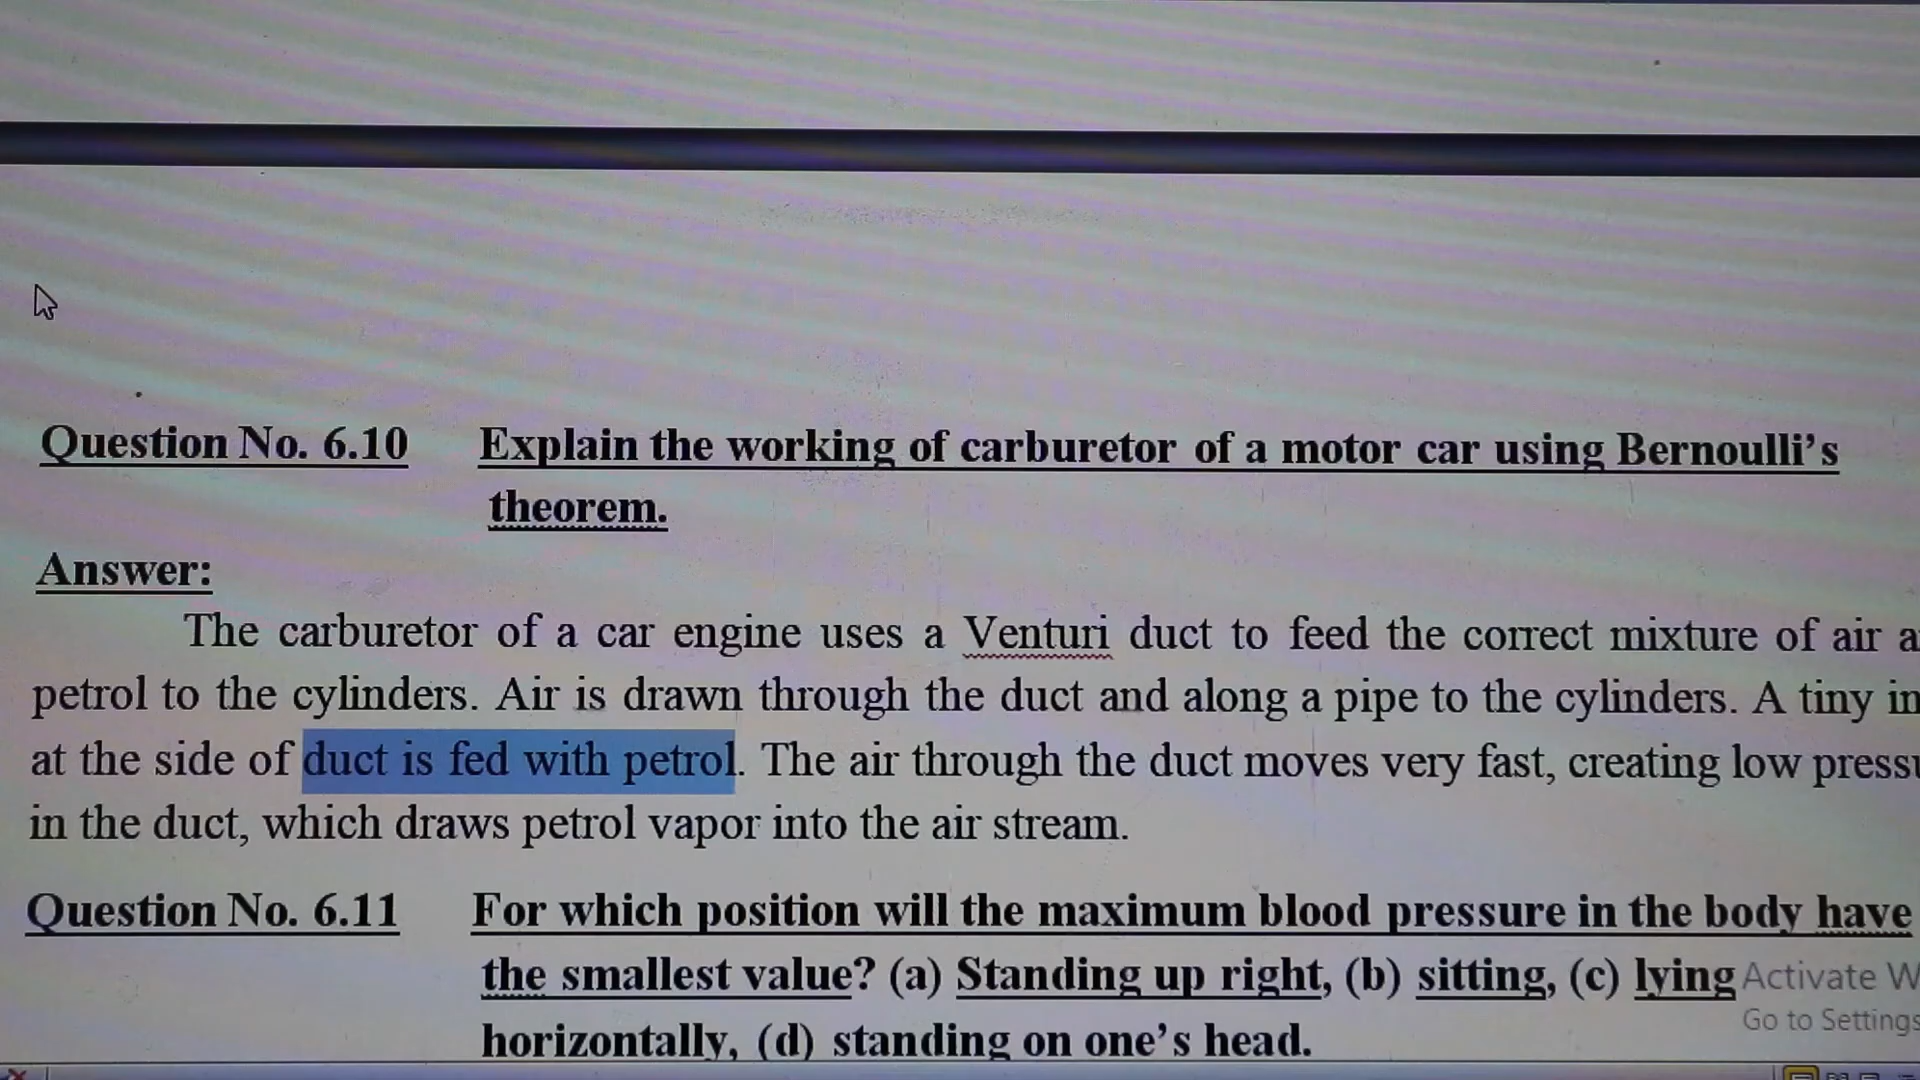 Question No. 6.10 Explain the working of carburetor of a motor car using Bernoulli's
theorem.
Answer:
The carburetor of a car engine uses a Venturi duct to feed the correct mixture of air
petrol to the cylinders. Air is drawn through the duct and along a pipe to the cylinders. A tiny
at the side of duct is fed with petrol. The air through the duct moves very fast, creating low
in the duct, which draws petrol vapor into the air stream.
Question No. 6.11 For which position will the maximum blood pressure in the body have
the smallest value? (a) Standing up right, (b) sitting, (c) lying
horizontally, (d) standing on one's head.
Activate
Go to Settings